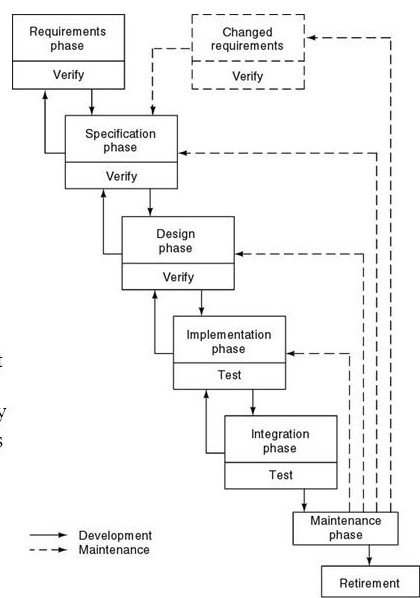 Requirements
phase
Verify
Changed
requirements
Verify
Specification
phase
Verify
Design
phase
Verify
Implementation
phase
Test
Integration
phase
Test
Maintenance
phase
Retirement
Development
Maintenance
t
y
s